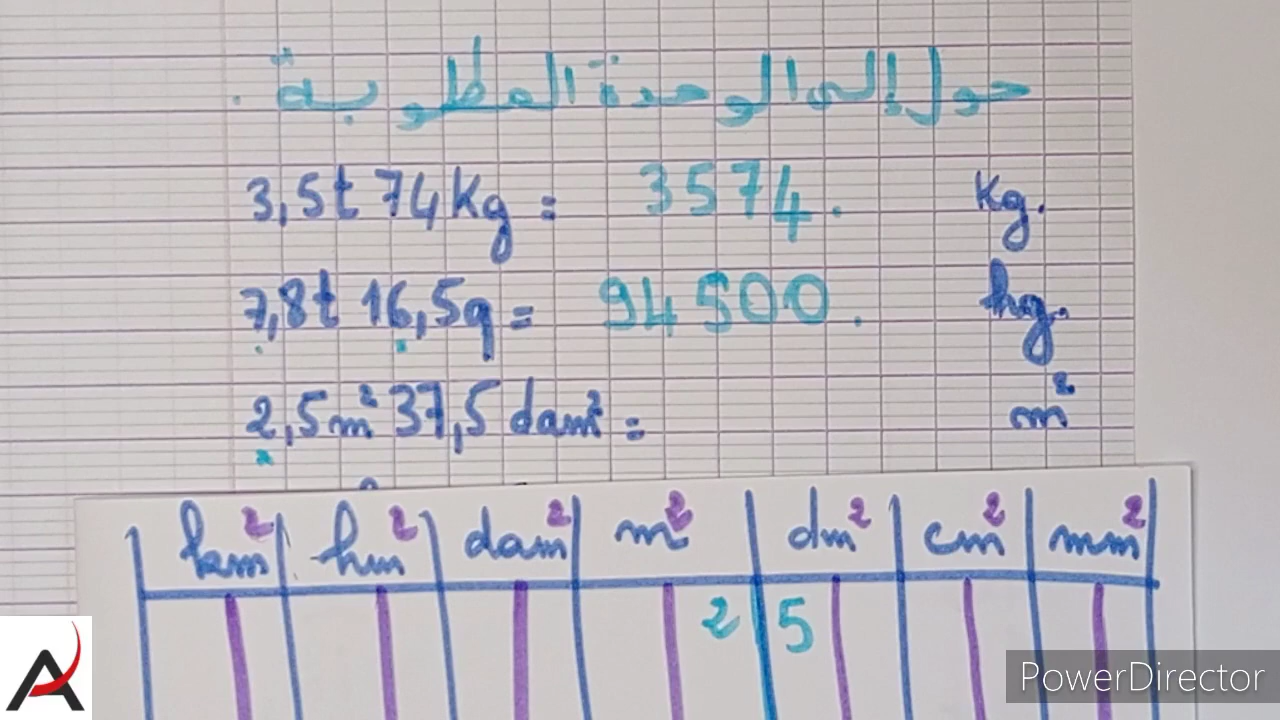 حول إلى الوحدة المطلوبة.
3,5t 74Kg = 3574. Kg.
7,8t 16,5q = 94500. hg.
2,5m² 37,5 dam² = m²
km² hm² dam² m² dm² cm² mm²
2 5
PowerDirector